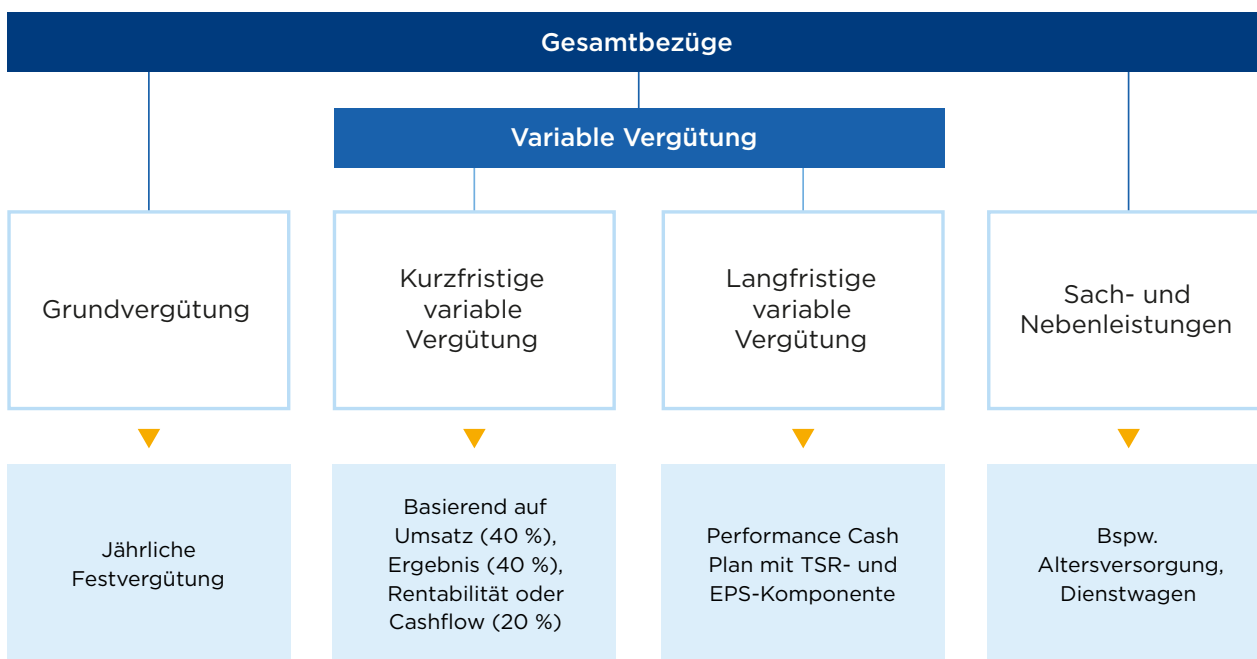 Gesamtbezüge
Variable Vergütung
Grundvergütung
Kurzfristige
variable
Vergütung
Langfristige
variable
Vergütung
Sach- und
Nebenleistungen
Jährliche
Festvergütung
Basierend auf
Umsatz (40 %),
Ergebnis (40 %),
Rentabilität oder
Cashflow (20 %)
Performance Cash
Plan mit TSR- und
EPS-Komponente
Bspw.
Altersversorgung,
Dienstwagen